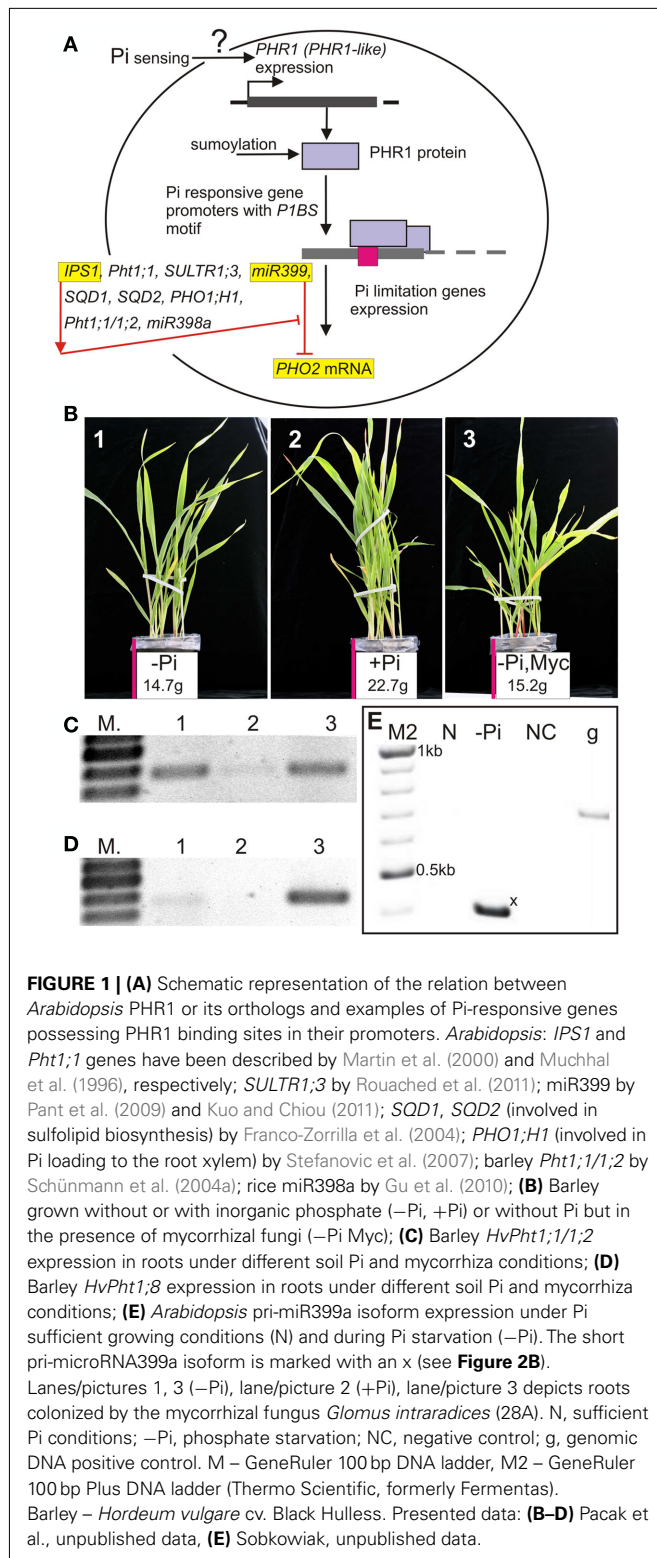 A
Pi sensing
?
PHR1 (PHR1-like)
expression
sumoylation
PHR1 protein
Pi responsive gene
promoters with P1BS
motif
IPS1, Pht1;1, SULTR1;3, miR399,
SQD1, SQD2, PHO1;H1,
Pht1;1/1;2, miR398a
Pi limitation genes
expression
PHO2 mRNA
B
1
2
3
-Pi
14.7g
+Pi
22.7g
-Pi,Myc
15.2g
C
M. 1 2 3
D
M. 1 2 3
E
M2 N -Pi NC g
1kb
0.5kb
x
FIGURE 1 | (A) Schematic representation of the relation between
Arabidopsis PHR1 or its orthologs and examples of Pi-responsive genes
possessing PHR1 binding sites in their promoters. Arabidopsis: IPS1 and
Pht1;1 genes have been described by Martin et al. (2000) and Muchhal
et al. (1996), respectively; SULTR1;3 by Rouached et al. (2011); miR399 by
Pant et al. (2009) and Kuo and Chiou (2011); SQD1, SQD2 (involved in
sulfolipid biosynthesis) by Franco-Zorrilla et al. (2004); PHO1;H1 (involved in
Pi loading to the root xylem) by Stefanovic et al. (2007); barley Pht1;1/1;2 by
Schünmann et al. (2004a); rice miR398a by Gu et al. (2010); (B) Barley
grown without or with inorganic phosphate (−Pi, +Pi) or without Pi but in
the presence of mycorrhizal fungi (−Pi Myc); (C) Barley HvPht1;1/1;2
expression in roots under different soil Pi and mycorrhiza conditions; (D)
Barley HvPht1;8 expression in roots under different soil Pi and mycorrhiza
conditions; (E) Arabidopsis pri-miR399a isoform expression under Pi
sufficient growing conditions (N) and during Pi starvation (−Pi). The short
pri-microRNA399a isoform is marked with an x (see Figure 2B).
Lanes/pictures 1, 3 (−Pi), lane/picture 2 (+Pi), lane/picture 3 depicts roots
colonized by the mycorrhizal fungus Glomus intraradices (28A). N, sufficient
Pi conditions; −Pi, phosphate starvation; NC, negative control; g, genomic
DNA positive control. M – GeneRuler 100 bp DNA ladder, M2 – GeneRuler
100 bp Plus DNA ladder (Thermo Scientific, formerly Fermentas).
Barley – Hordeum vulgare cv. Black Hulless. Presented data: (B–D) Pacak et
al., unpublished data, (E) Sobkowiak, unpublished data.